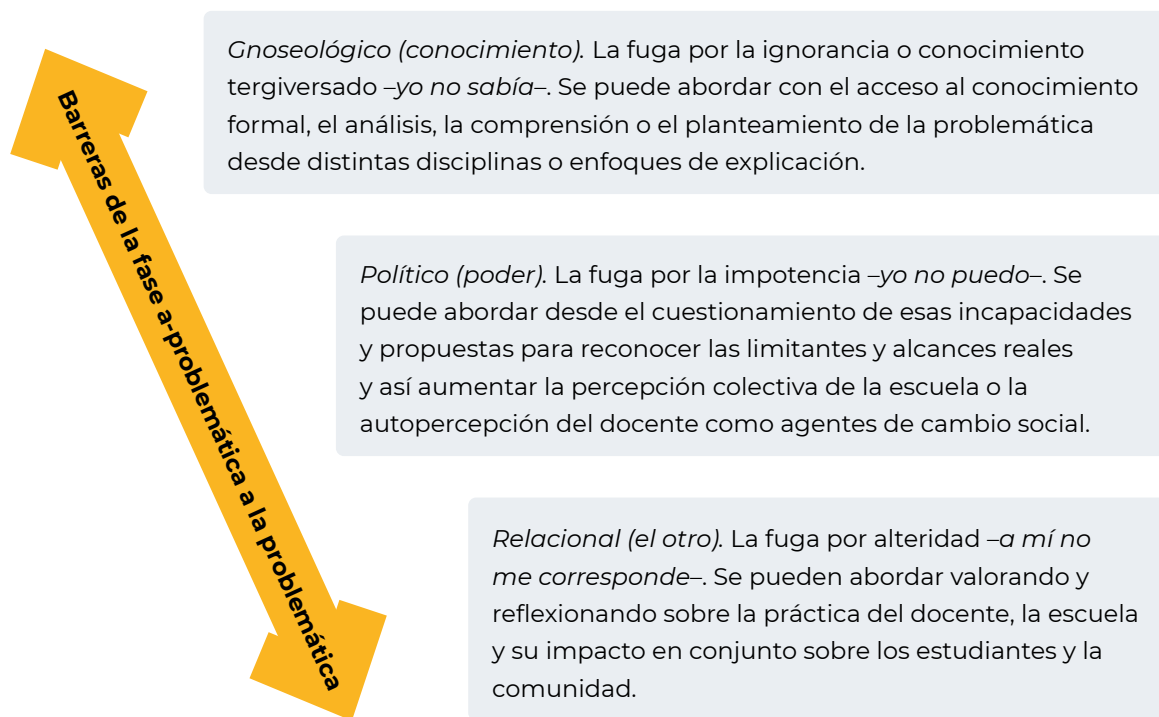 Barreras de la fase a-problemática a la problemática
Gnoseológico (conocimiento). La fuga por la ignorancia o conocimiento
tergiversado –yo no sabía–. Se puede abordar con el acceso al conocimiento
formal, el análisis, la comprensión o el planteamiento de la problemática
desde distintas disciplinas o enfoques de explicación.
Político (poder). La fuga por la impotencia –yo no puedo–. Se
puede abordar desde el cuestionamiento de esas incapacidades
y propuestas para reconocer las limitantes y alcances reales
y así aumentar la percepción colectiva de la escuela o la
autopercepción del docente como agentes de cambio social.
Relacional (el otro). La fuga por alteridad –a mí no
me corresponde–. Se pueden abordar valorando y
reflexionando sobre la práctica del docente, la escuela
y su impacto en conjunto sobre los estudiantes y la
comunidad.